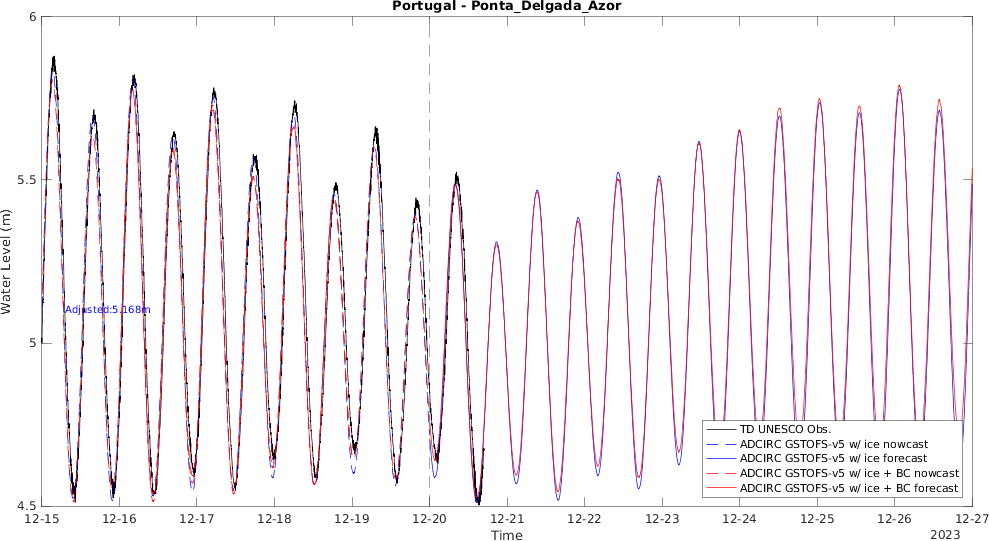 Portugal - Ponta_Delgada_Azor
6
5.5
5
4.5
Water Level (m)
Adjusted:5.168m
TD UNESCO Obs.
ADCIRC GSTOFS-v5 w/ ice nowcast
ADCIRC GSTOFS-v5 w/ ice forecast
ADCIRC GSTOFS-v5 w/ ice + BC nowcast
ADCIRC GSTOFS-v5 w/ ice + BC forecast
12-15 12-16 12-17 12-18 12-19 12-20 12-21 12-22 12-23 12-24 12-25 12-26 12-27
Time
2023